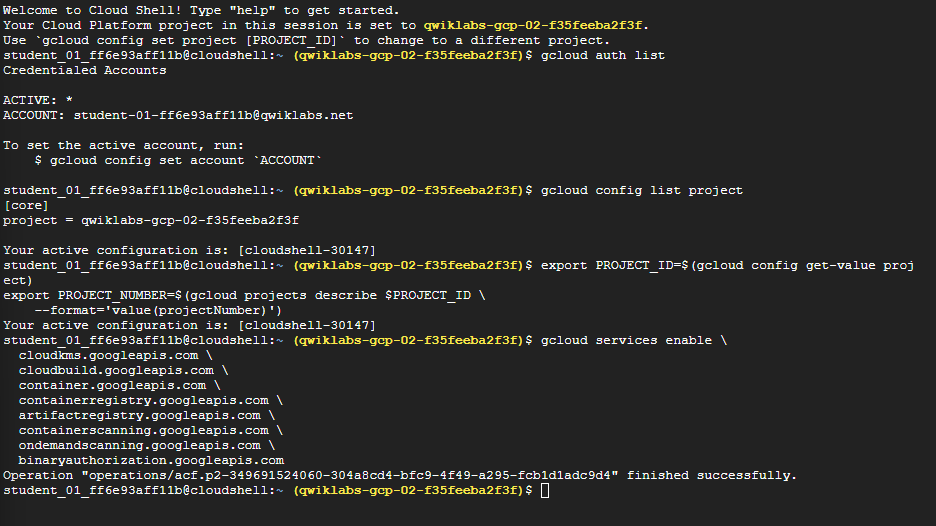 Welcome to Cloud Shell! Type "help" to get started.
Your Cloud Platform project in this session is set to qwiklabs-gcp-02-f35feeba2f3f.
Use `gcloud config set project [PROJECT_ID]` to change to a different project.
student_01_ff6e93aff11b@cloudshell:~ (qwiklabs-gcp-02-f35feeba2f3f)$ gcloud auth list
Credentialed Accounts

ACTIVE: *
ACCOUNT: student-01-ff6e93aff11b@qwiklabs.net

To set the active account, run:
    $ gcloud config set account `ACCOUNT`

student_01_ff6e93aff11b@cloudshell:~ (qwiklabs-gcp-02-f35feeba2f3f)$ gcloud config list project
[core]
project = qwiklabs-gcp-02-f35feeba2f3f

Your active configuration is: [cloudshell-30147]
student_01_ff6e93aff11b@cloudshell:~ (qwiklabs-gcp-02-f35feeba2f3f)$ export PROJECT_ID=$(gcloud config get-value proj
ect)
export PROJECT_NUMBER=$(gcloud projects describe $PROJECT_ID \
    --format='value(projectNumber)')
Your active configuration is: [cloudshell-30147]
student_01_ff6e93aff11b@cloudshell:~ (qwiklabs-gcp-02-f35feeba2f3f)$ gcloud services enable \
  cloudkms.googleapis.com \
  cloudbuild.googleapis.com \
  container.googleapis.com \
  containerregistry.googleapis.com \
  artifactregistry.googleapis.com \
  containerscanning.googleapis.com \
  ondemandscanning.googleapis.com \
  binaryauthorization.googleapis.com
Operation "operations/acf.p2-349691524060-304a8cd4-bfc9-4f49-a295-fcb1d1adc9d4" finished successfully.
student_01_ff6e93aff11b@cloudshell:~ (qwiklabs-gcp-02-f35feeba2f3f)$